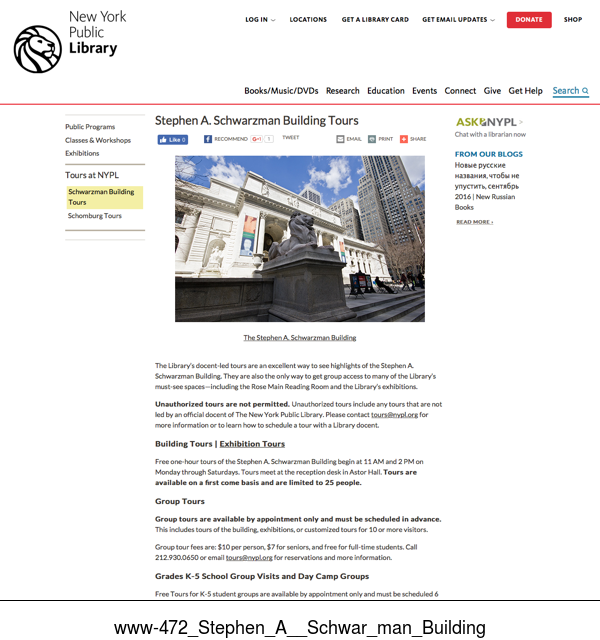 New York
Public
Library
LOG IN
LOCATIONS
GET A LIBRARY CARD
GET EMAIL UPDATES
DONATE
SHOP
Books/Music/DVDs Research Education Events Connect Give Get Help Search
Public Programs
Classes & Workshops
Exhibitions
Tours at NYPL
Schwarzman Building
Tours
Schomburg Tours
Stephen A. Schwarzman Building Tours
Like 0
RECOMMEND
G+1
1
TWEET
EMAIL
PRINT
SHARE
The Stephen A. Schwarzman Building
The Library's docent-led tours are an excellent way to see highlights of the Stephen A.
Schwarzman Building. They are also the only way to get group access to many of the Library's
must-see spaces—including the Rose Main Reading Room and the Library's exhibitions.
Unauthorized tours are not permitted. Unauthorized tours include any tours that are not
led by an official docent of The New York Public Library. Please contact tours@nypl.org for
more information or to learn how to schedule a tour with a Library docent.
Building Tours | Exhibition Tours
Free one-hour tours of the Stephen A. Schwarzman Building begin at 11 AM and 2 PM on
Monday through Saturdays. Tours meet at the reception desk in Astor Hall. Tours are
available on a first come basis and are limited to 25 people.
Group Tours
Group tours are available by appointment only and must be scheduled in advance.
This includes tours of the building, exhibitions, or customized tours for 10 or more visitors.
Group tour fees are: $10 per person, $7 for seniors, and free for full-time students. Call
212.930.0650 or email tours@nypl.org for reservations and more information.
Grades K-5 School Group Visits and Day Camp Groups
Free Tours for K-5 student groups are available by appointment only and must be scheduled 6
ASK NYPL >
Chat with a librarian now
FROM OUR BLOGS
Новые русские
названия, чтобы не
упустить, сентябрь
2016 | New Russian
Books
READ MORE ›
www-472_Stephen_A__Schwar_man_Building